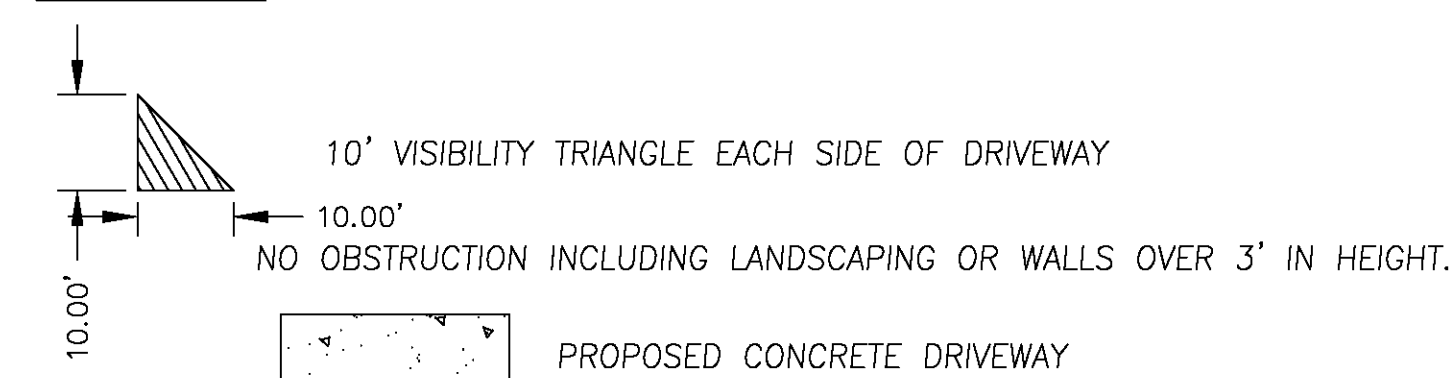 10' VISIBILITY TRIANGLE EACH SIDE OF DRIVEWAY
10.00'
NO OBSTRUCTION INCLUDING LANDSCAPING OR WALLS OVER 3' IN HEIGHT.
10.00'
PROPOSED CONCRETE DRIVEWAY